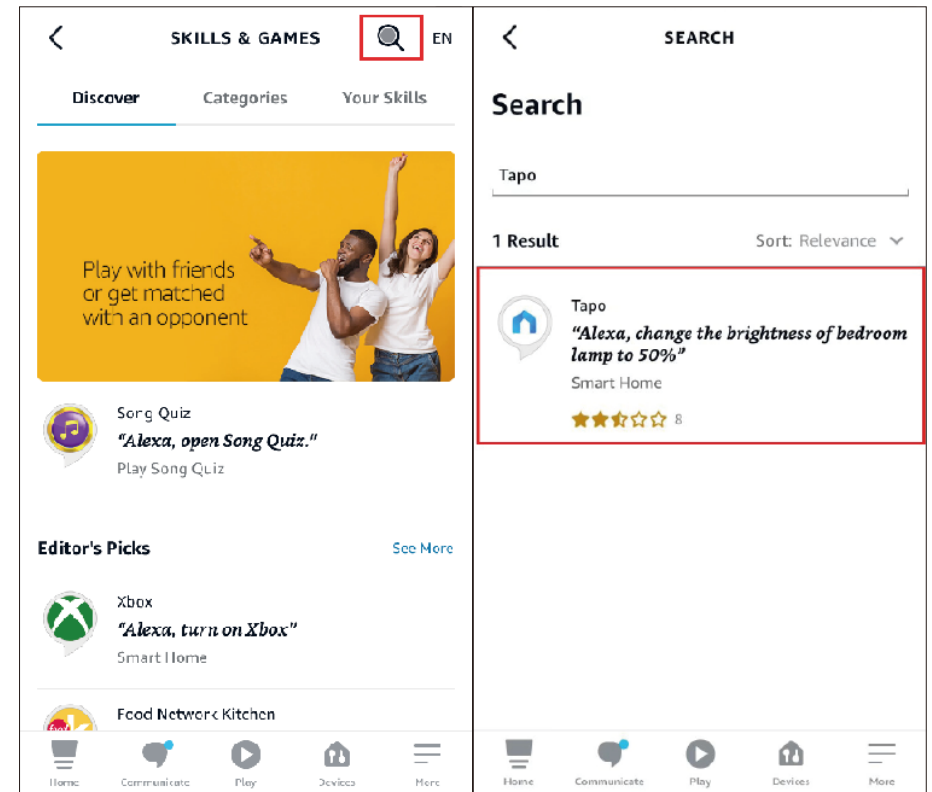 SKILLS & GAMES
EN
Discover
Categories
Your Skills
Play with friends
or get matched
with an opponent
Song Quiz
"Alexa, open Song Quiz."
Play Song Quiz
Editor's Picks
See More
Xbox
"Alexa, turn on Xbox"
Smart Home
Food Network Kitchen
food
Home
Communicate
Play
Devices
More
SEARCH
Search
Tapo
1 Result
Sort: Relevance
Tapo
"Alexa, change the brightness of bedroom
lamp to 50%"
Smart Home
8
Home
Communicate
Play
Devices
More